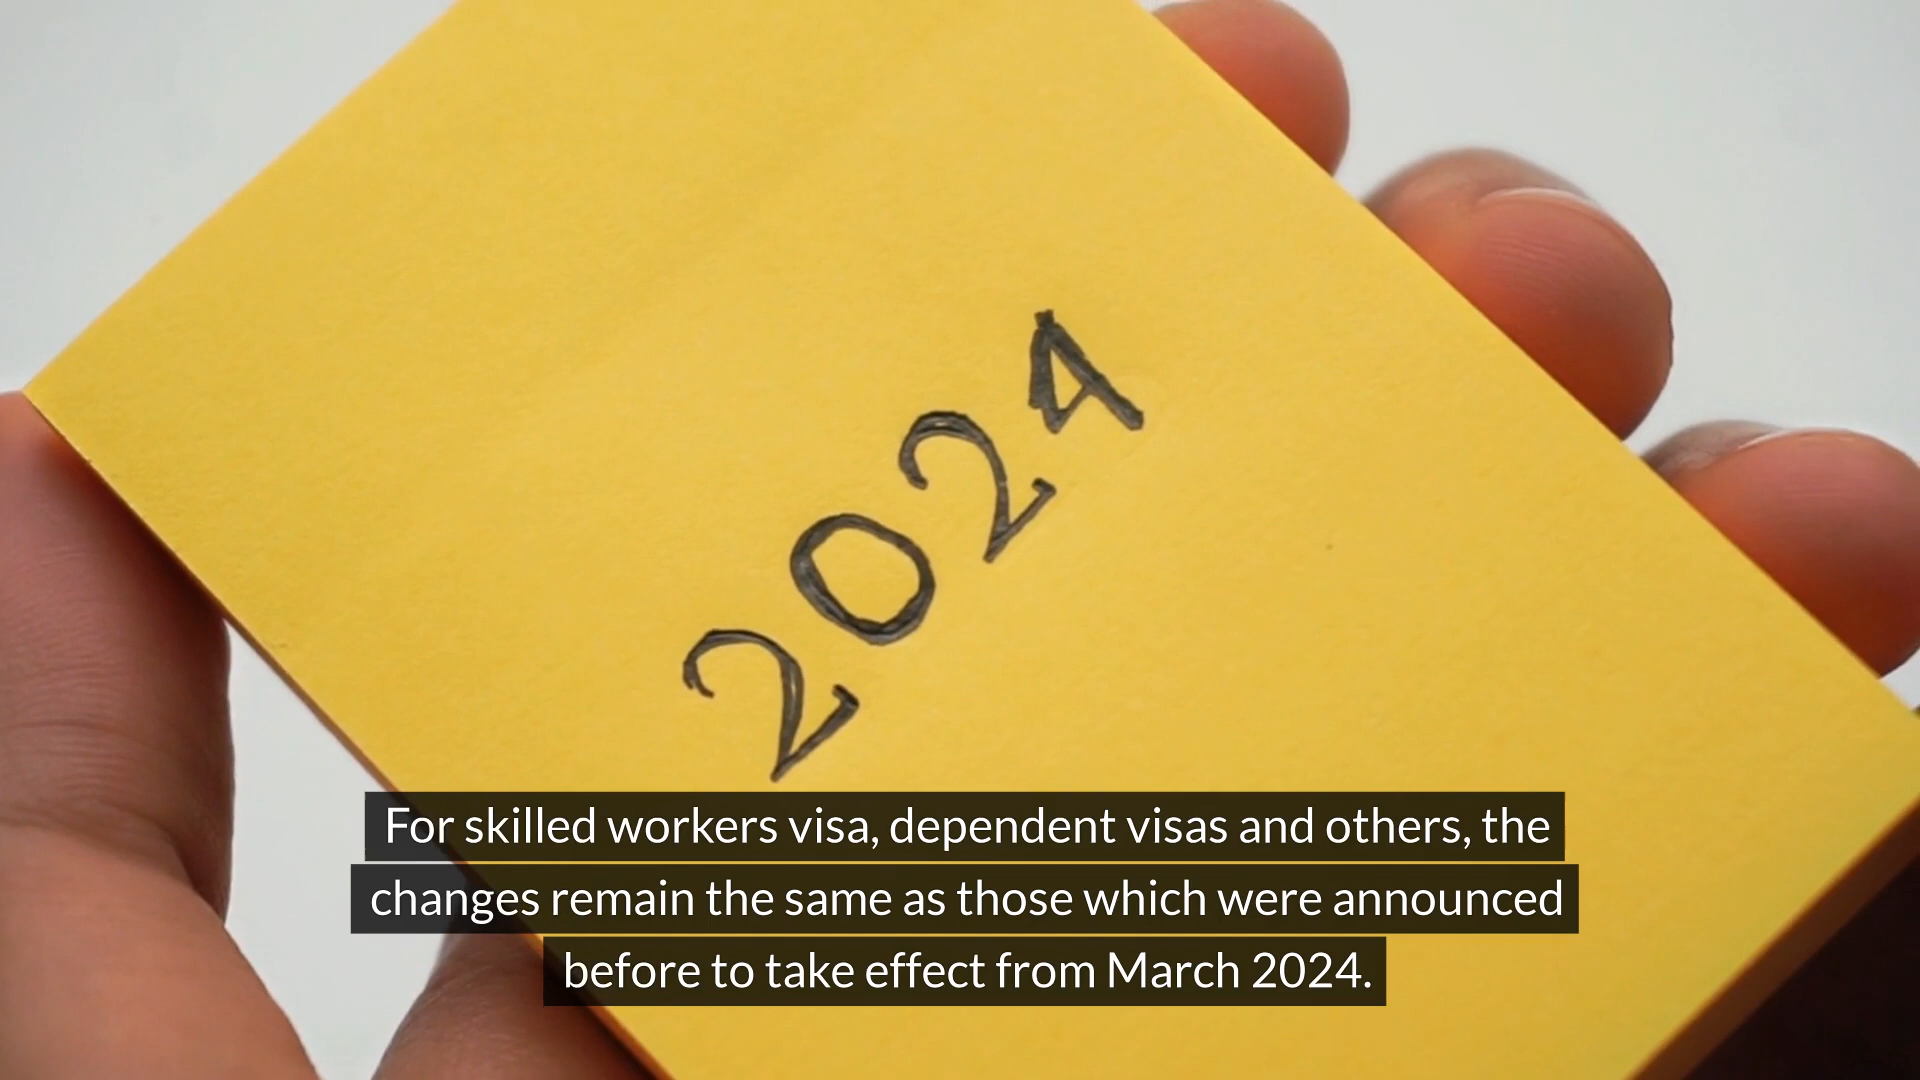 2024
For skilled workers visa, dependent visas and others, the
changes remain the same as those which were announced
before to take effect from March 2024.